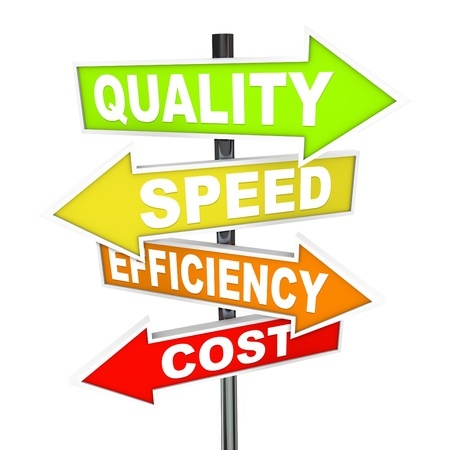 QUALITY
SPEED
EFFICIENCY
COST